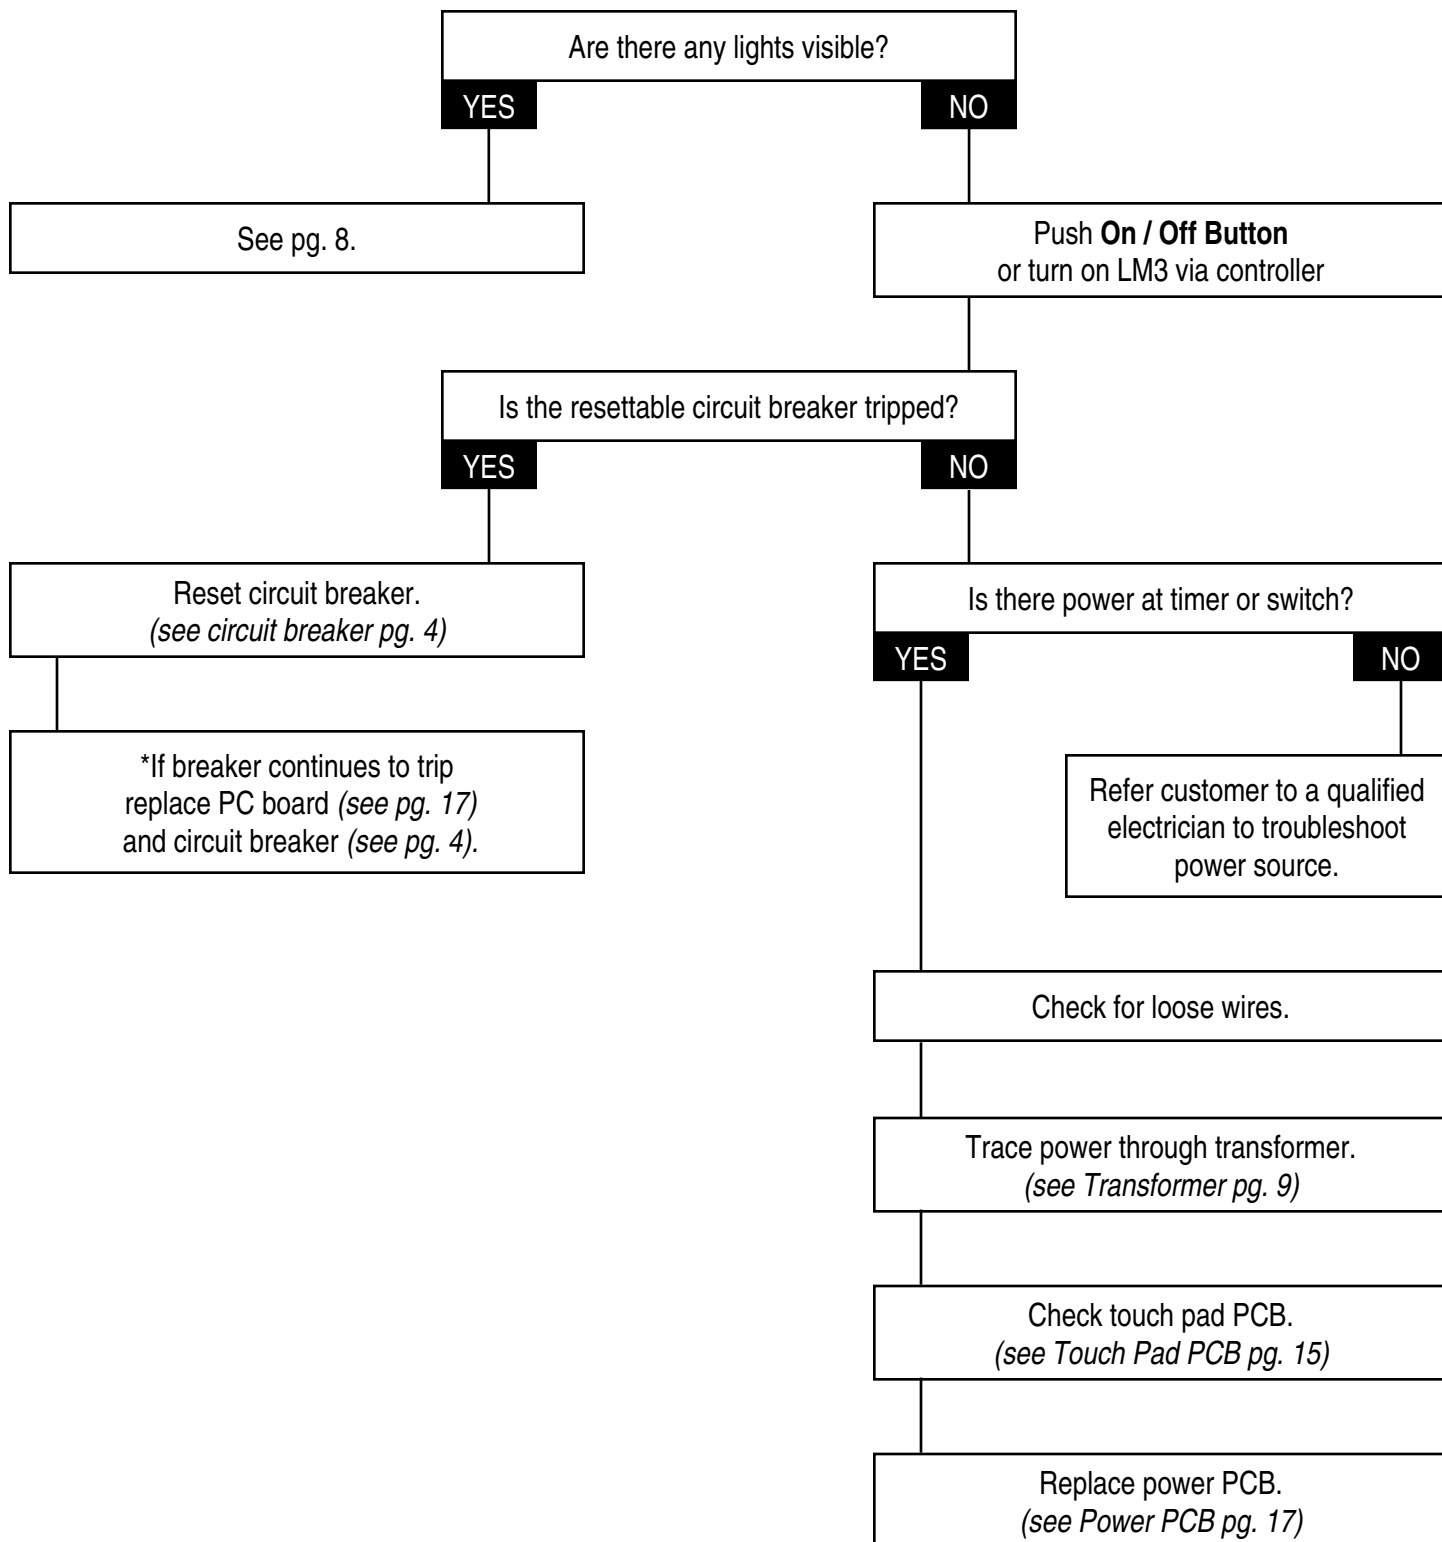 Are there any lights visible?
YES
NO
See pg. 8.
Push On / Off Button
or turn on LM3 via controller
Is the resettable circuit breaker tripped?
YES
NO
Reset circuit breaker.
(see circuit breaker pg. 4)
Is there power at timer or switch?
YES
NO
*If breaker continues to trip
replace PC board (see pg. 17)
and circuit breaker (see pg. 4).
Refer customer to a qualified
electrician to troubleshoot
power source.
Check for loose wires.
Trace power through transformer.
(see Transformer pg. 9)
Check touch pad PCB.
(see Touch Pad PCB pg. 15)
Replace power PCB.
(see Power PCB pg. 17)